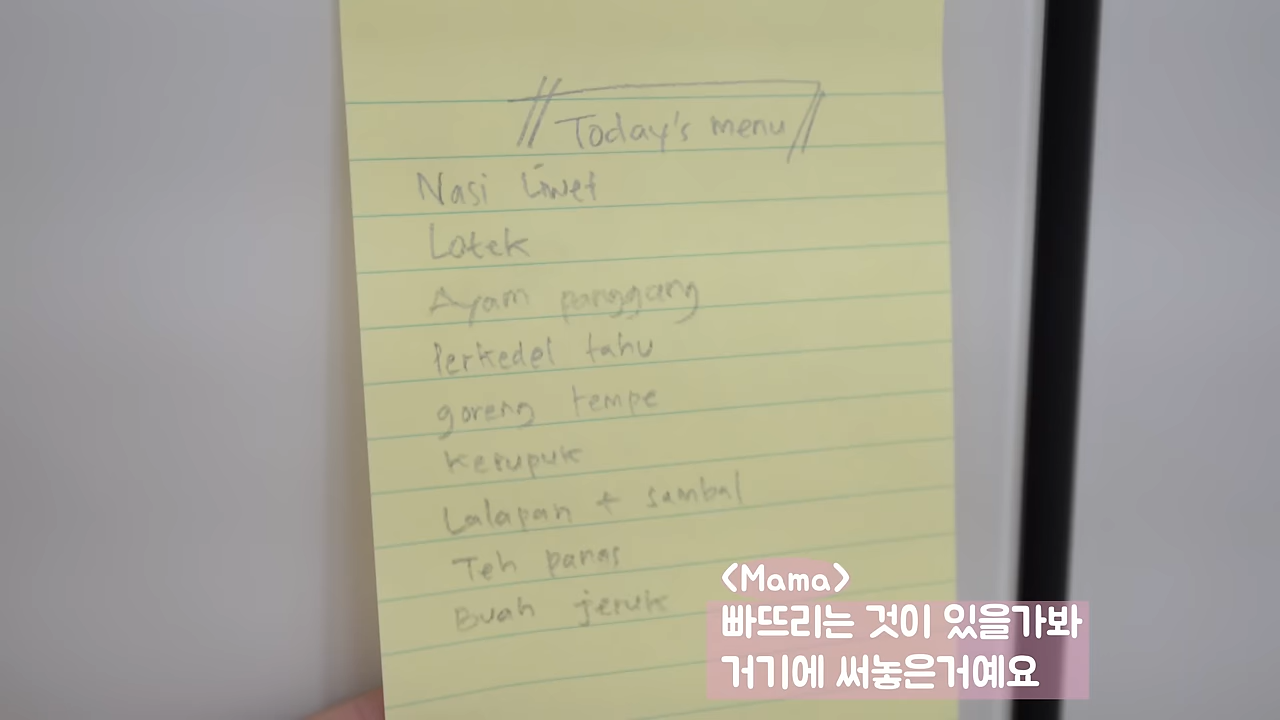 Today's menu
Nasi Liwet
Lotek
Ayam panggang
Perkedel tahu
goreng tempe
Kerupuk
Lalapan + sambal
Teh panas
Buah jeruk
<Mama>
빠뜨리는 것이 있을가봐
거기에 써놓은거예요